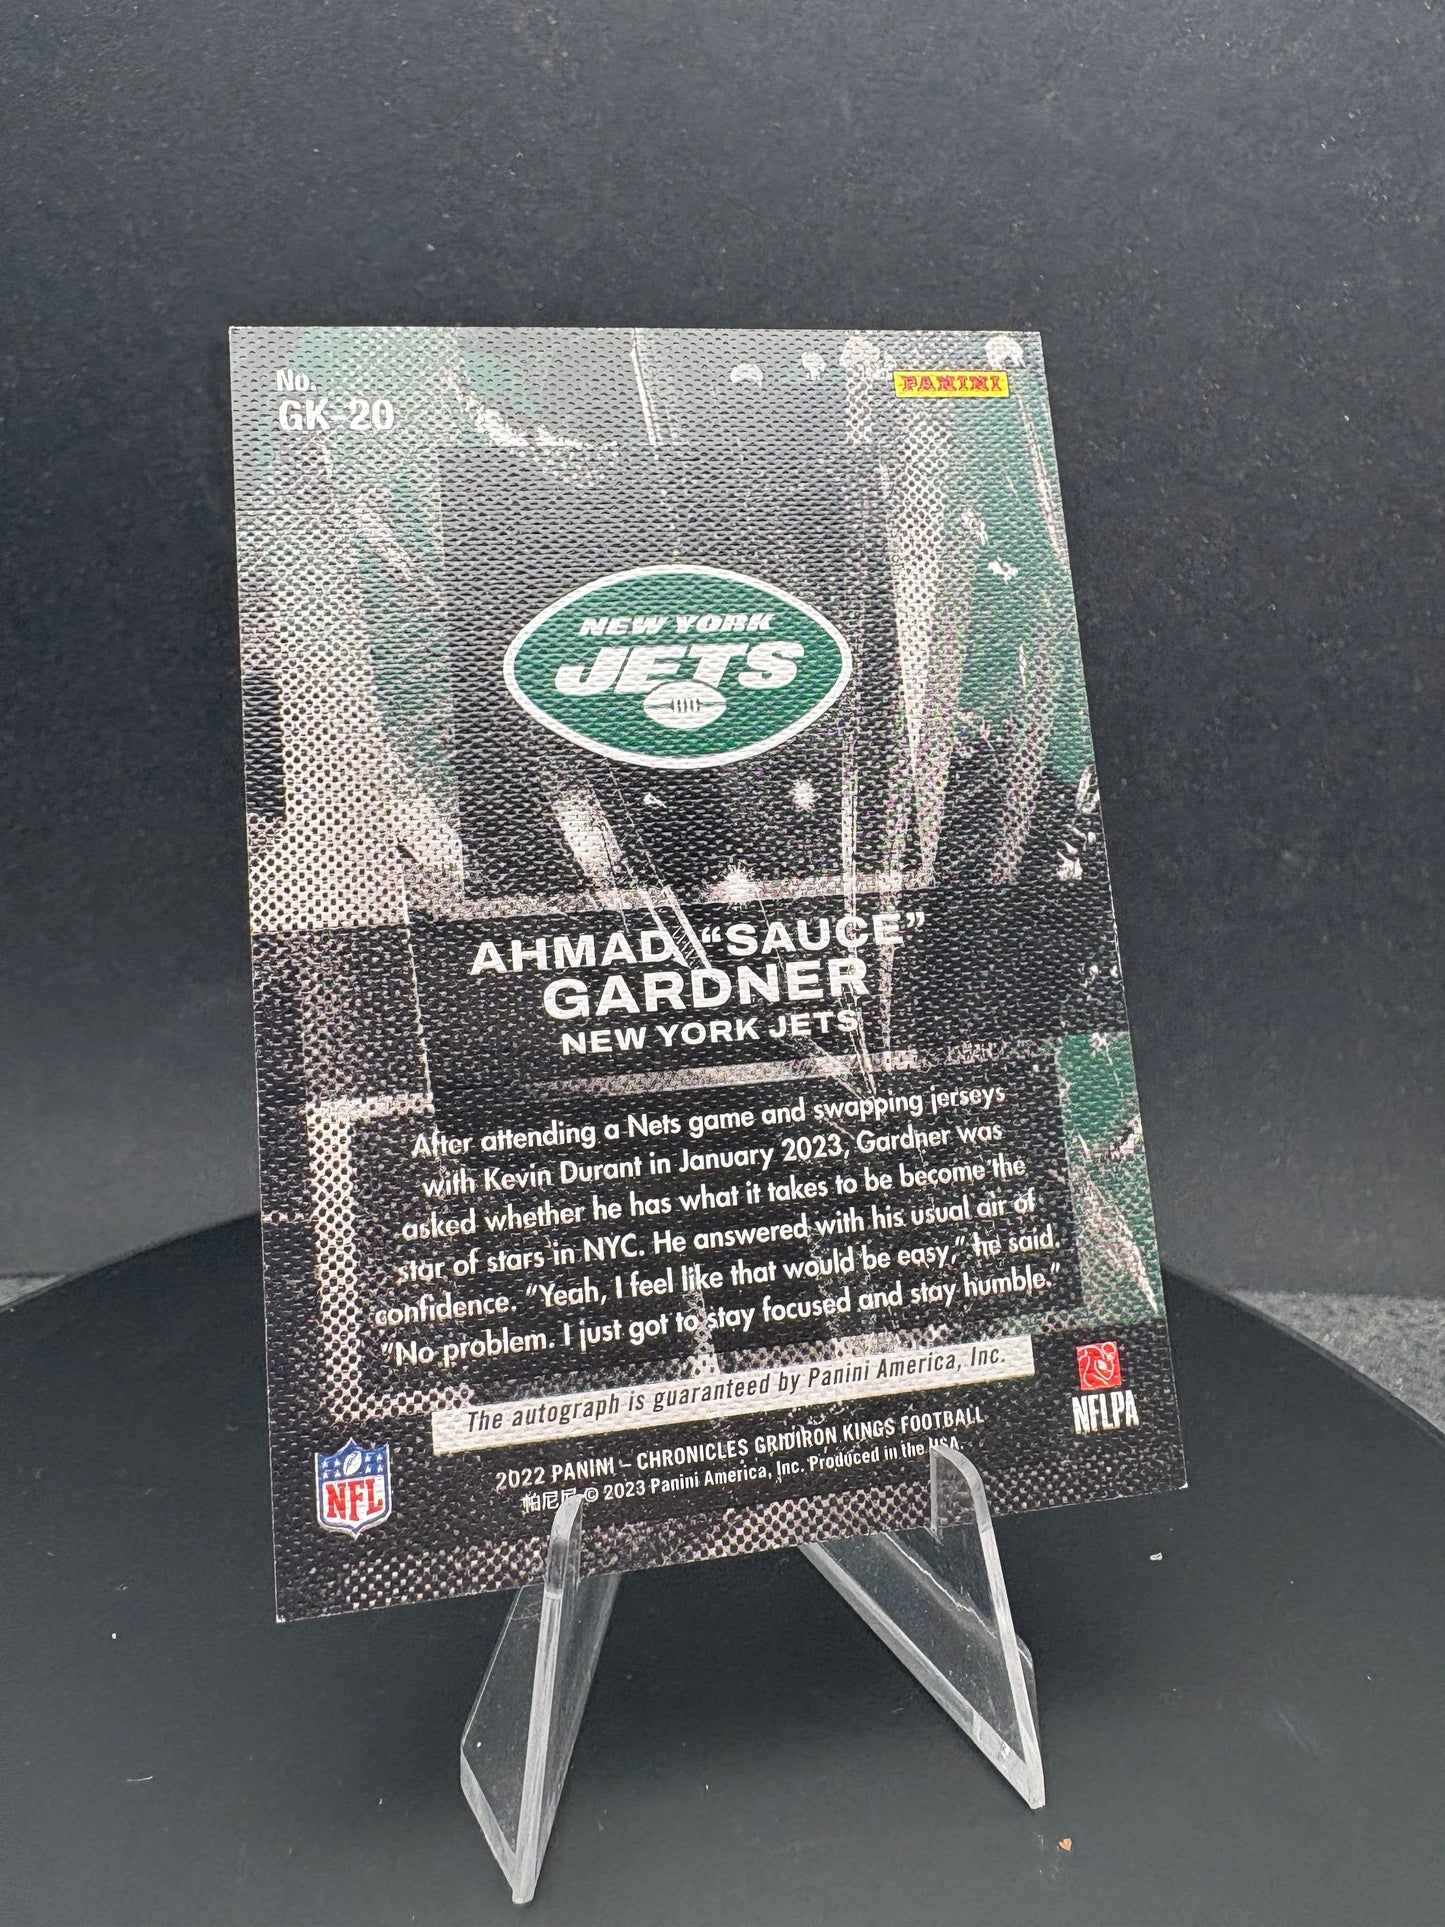 No.
GK-20
PANINI
NEW YORK
JETS
AHMAD "SAUCE"
GARDNER
NEW YORK JETS
After attending a Nets game and swapping jerseys
with Kevin Durant in January 2023, Gardner was
asked whether he has what it takes to be become the
star of stars in NYC. He answered with his usual air of
confidence. "Yeah, I feel like that would be easy," he said.
"No problem. I just got to stay focused and stay humble."
The autograph is guaranteed by Panini America, Inc.
NFL
2022 PANINI – CHRONICLES GRIDIRON KINGS FOOTBALL
帕尼尼 © 2023 Panini America, Inc. Produced in the USA.
NFLPA